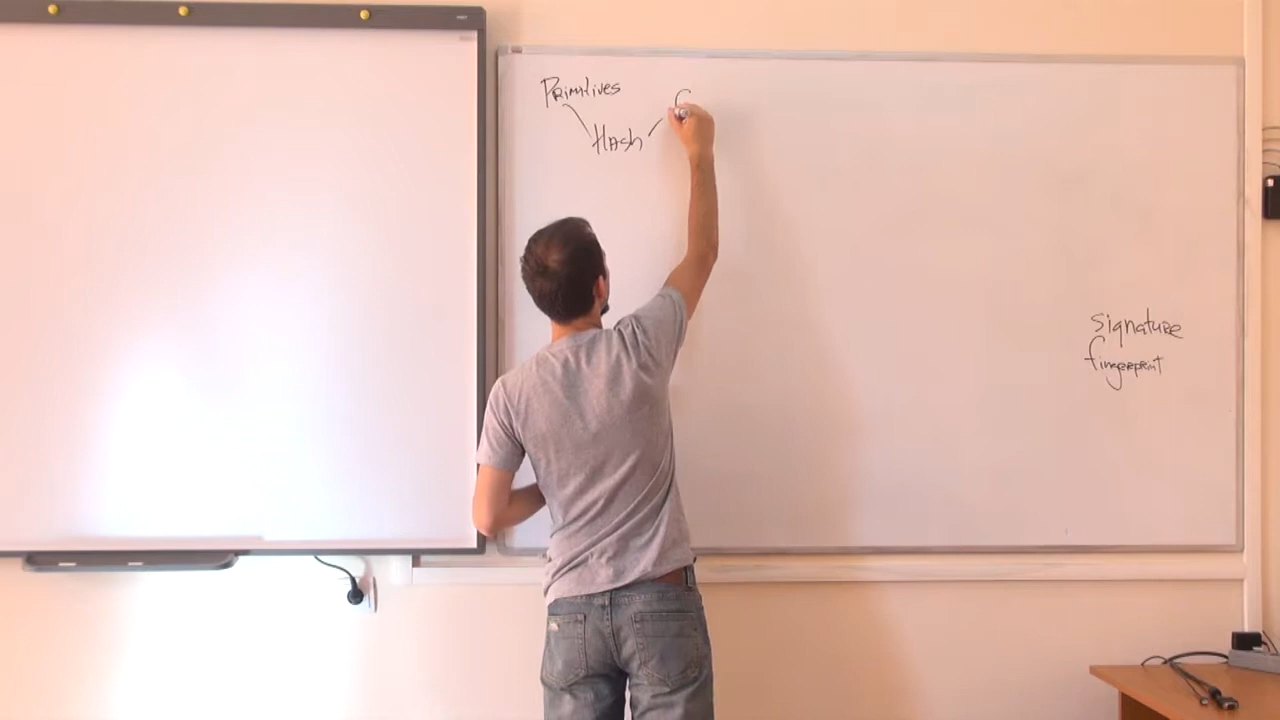 Primitives
Hash
C
signature
fingerprint